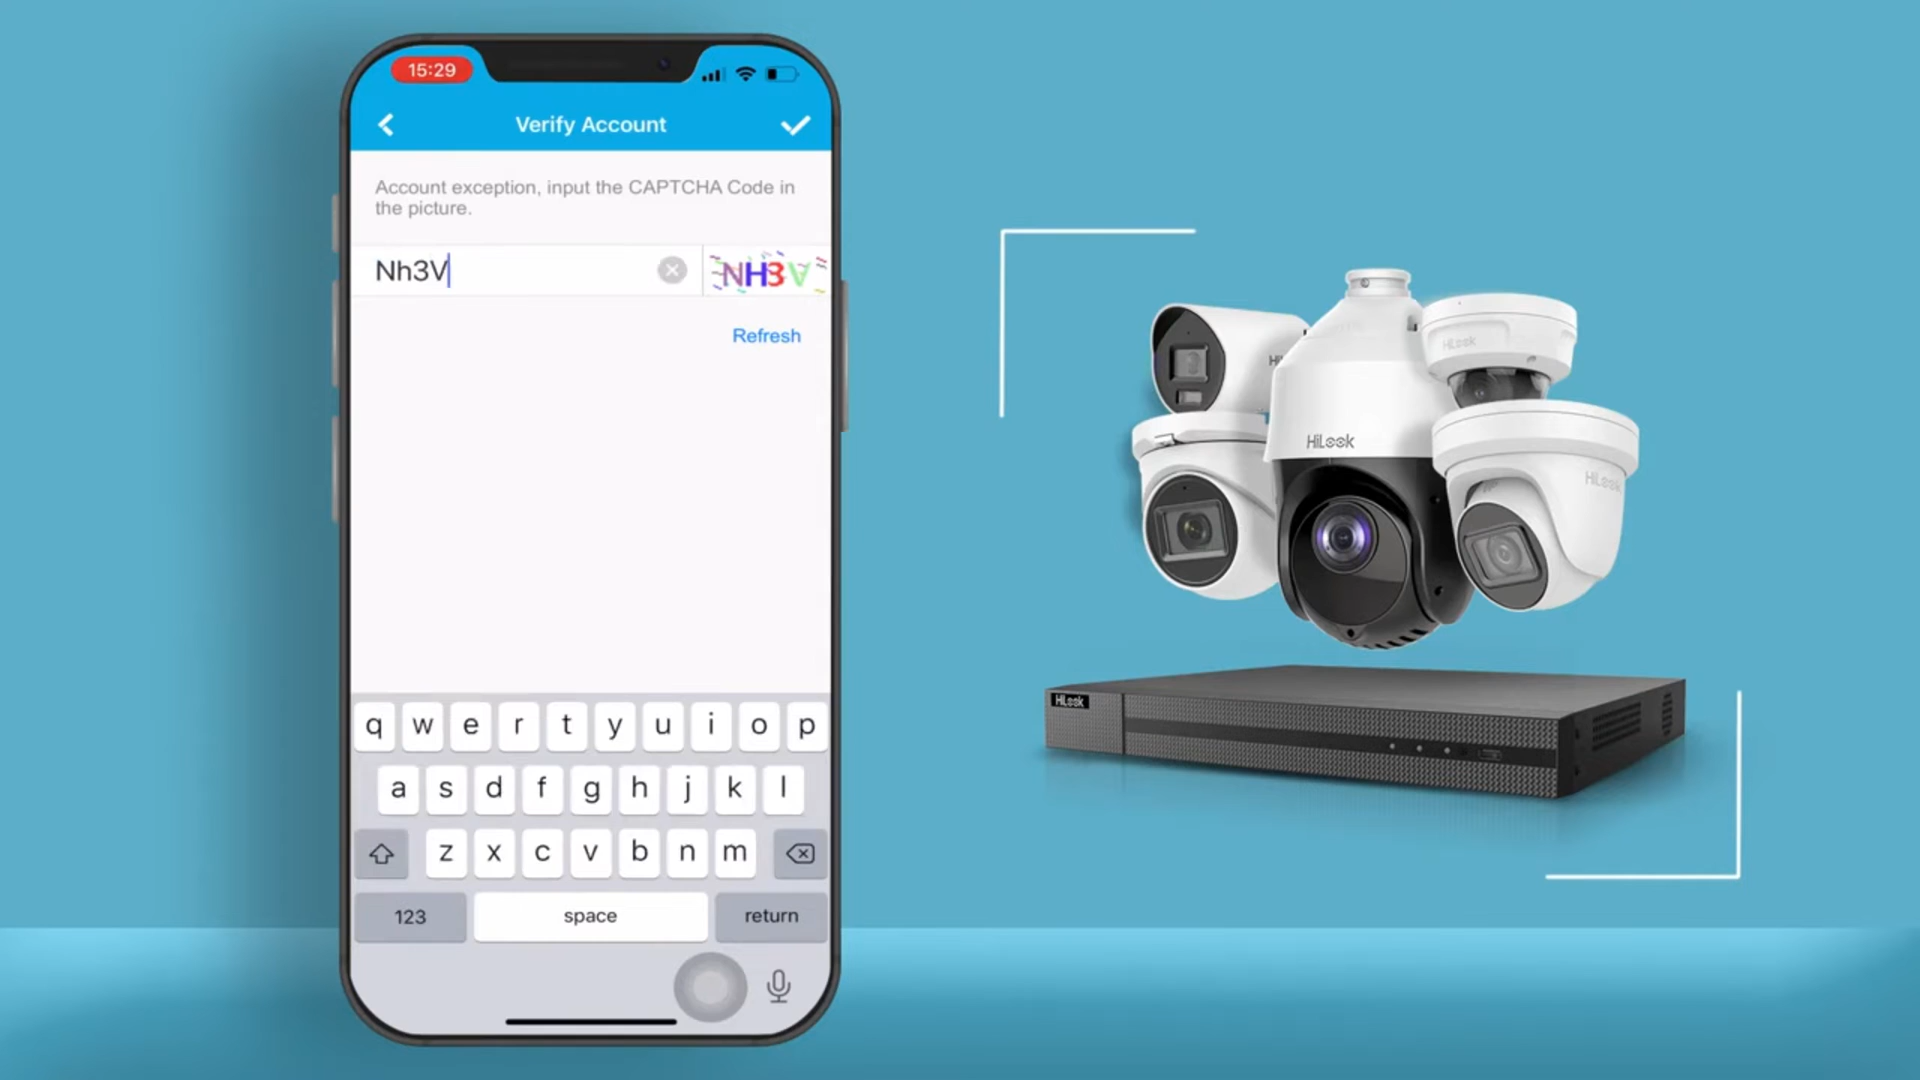 15:29
Verify Account
Account exception, input the CAPTCHA Code in
the picture.
Nh3V
NH3V
Refresh
q w e r t y u i o p
a s d f g h j k l
z x c v b n m
123 space return
HiLook
HiLook
HiLook
HiLook